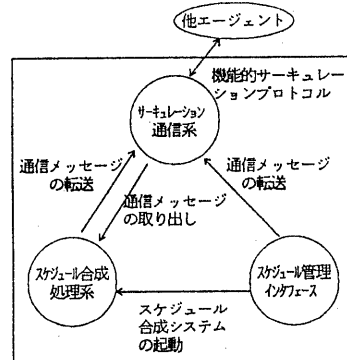 他エージェント
機能的サーキュレー
ションプロトコル
サーキュレーション
通信系
通信メッセージ
の転送
通信メッセージ
の転送
通信メッセージ
の取り出し
スケジュール合成
処理系
スケジュール管理
インタフェース
スケジュール
合成システム
の起動